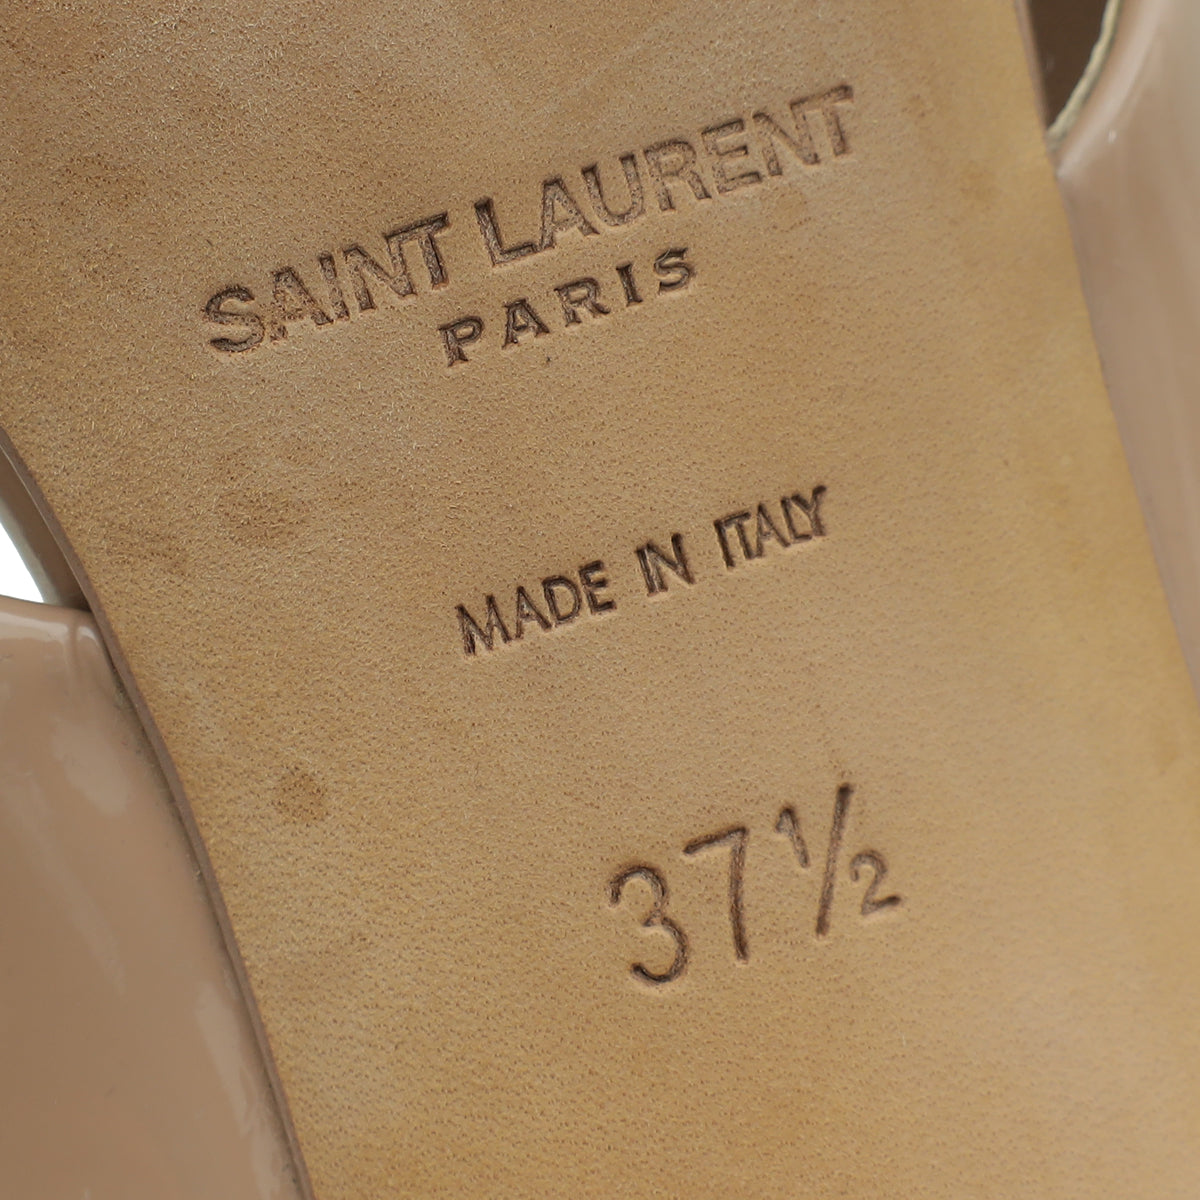 SAINT LAURENT
PARIS
MADE IN ITALY
37½